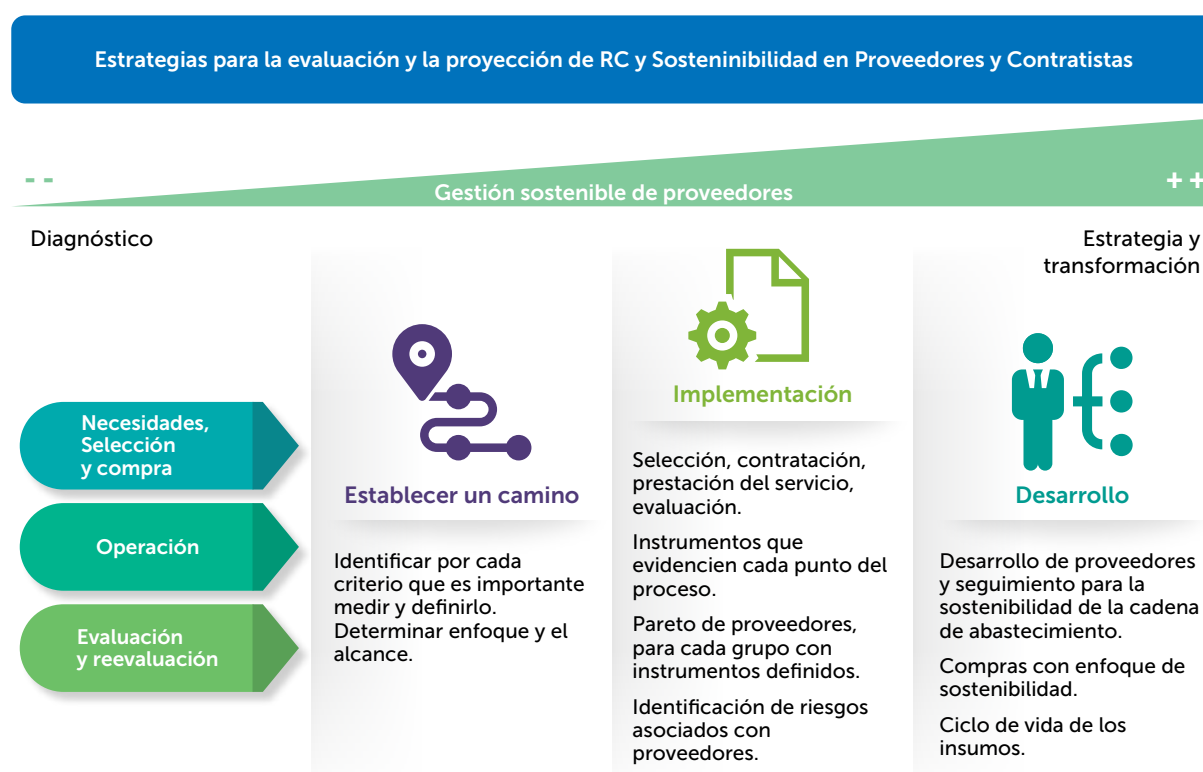 Estrategias para la evaluación y la proyección de RC y Sosteninibilidad en Proveedores y Contratistas
- -
Gestión sostenible de proveedores
+ +
Diagnóstico
Estrategia y
transformación
Necesidades,
Selección
y compra
Operación
Evaluación
y reevaluación
Establecer un camino
Identificar por cada
criterio que es importante
medir y definirlo.
Determinar enfoque y el
alcance.
Implementación
Selección, contratación,
prestación del servicio,
evaluación.
Instrumentos que
evidencien cada punto del
proceso.
Pareto de proveedores,
para cada grupo con
instrumentos definidos.
Identificación de riesgos
asociados con
proveedores.
Desarrollo
Desarrollo de proveedores
y seguimiento para la
sostenibilidad de la cadena
de abastecimiento.
Compras con enfoque de
sostenibilidad.
Ciclo de vida de los
insumos.